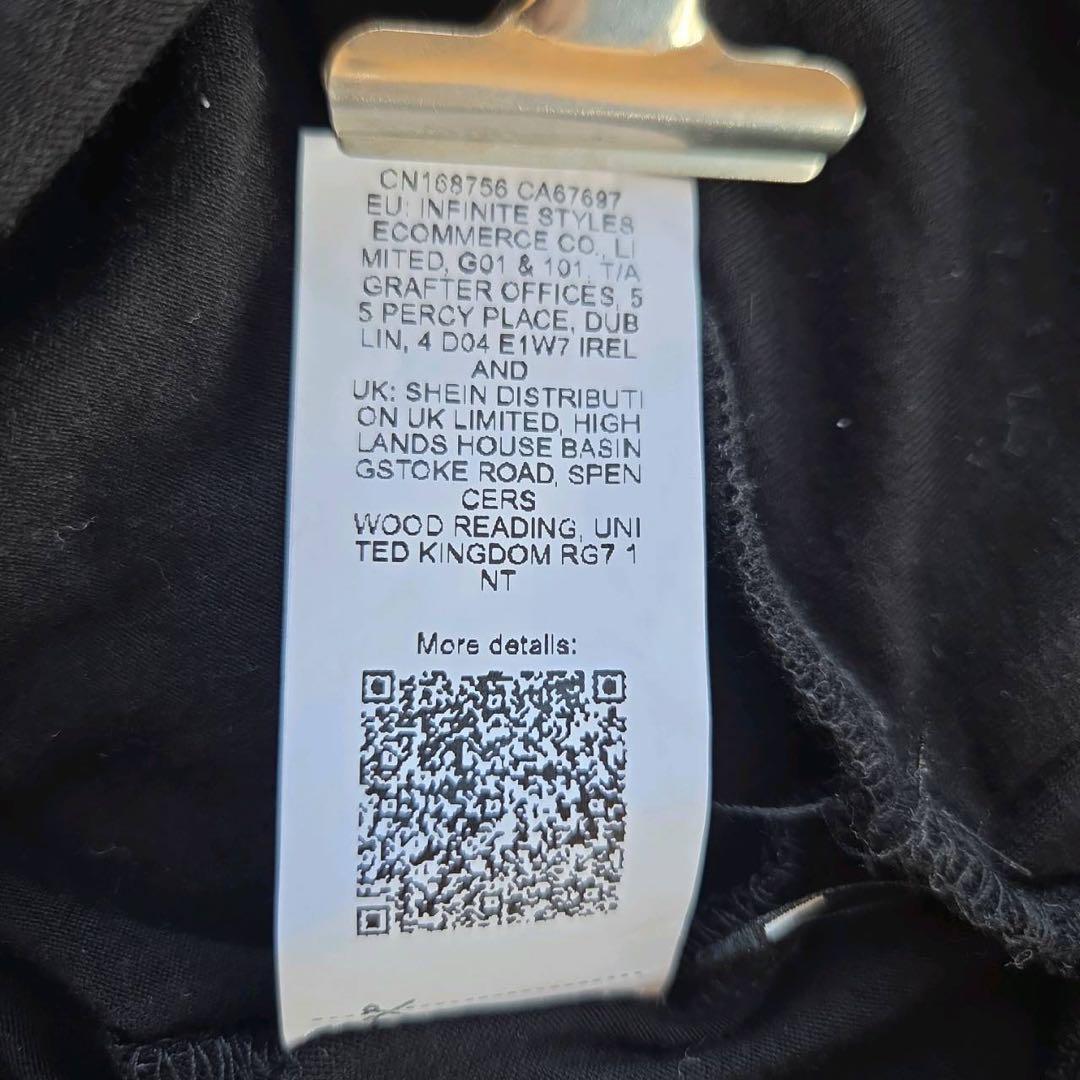 CN168756 CA67697
EU: INFINITE STYLES
ECOMMERCE CO., LI
MITED, G01 & 101, T/A
GRAFTER OFFICES, 5
5 PERCY PLACE, DUB
LIN, 4 D04 E1W7 IREL
AND
UK: SHEIN DISTRIBUTI
ON UK LIMITED, HIGH
LANDS HOUSE BASIN
GSTOKE ROAD, SPEN
CERS
WOOD READING, UNI
TED KINGDOM RG7 1
NT
More details: